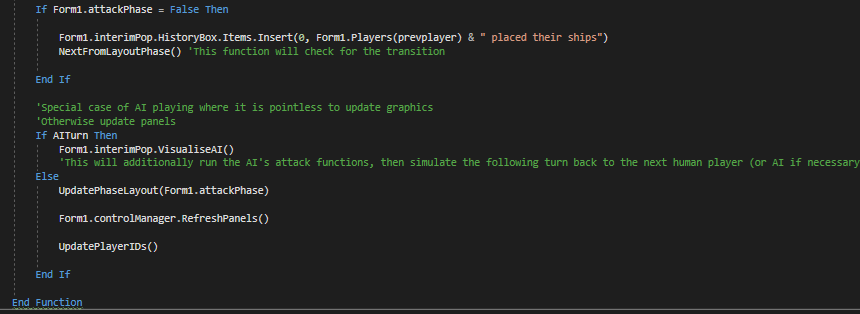 If Form1.attackPhase = False Then
Form1.interimPop.HistoryBox.Items.Insert(0, Form1.Players(prevplayer) & " placed their ships")
NextFromLayoutPhase() 'This function will check for the transition
End If
'Special case of AI playing where it is pointless to update graphics
'Otherwise update panels
If AITurn Then
Form1.interimPop.VisualiseAI()
'This will additionally run the AI's attack functions, then simulate the following turn back to the next human player (or AI if necessary
Else
UpdatePhaseLayout(Form1.attackPhase)
Form1.controlManager.RefreshPanels()
UpdatePlayerIDs()
End If
End Function